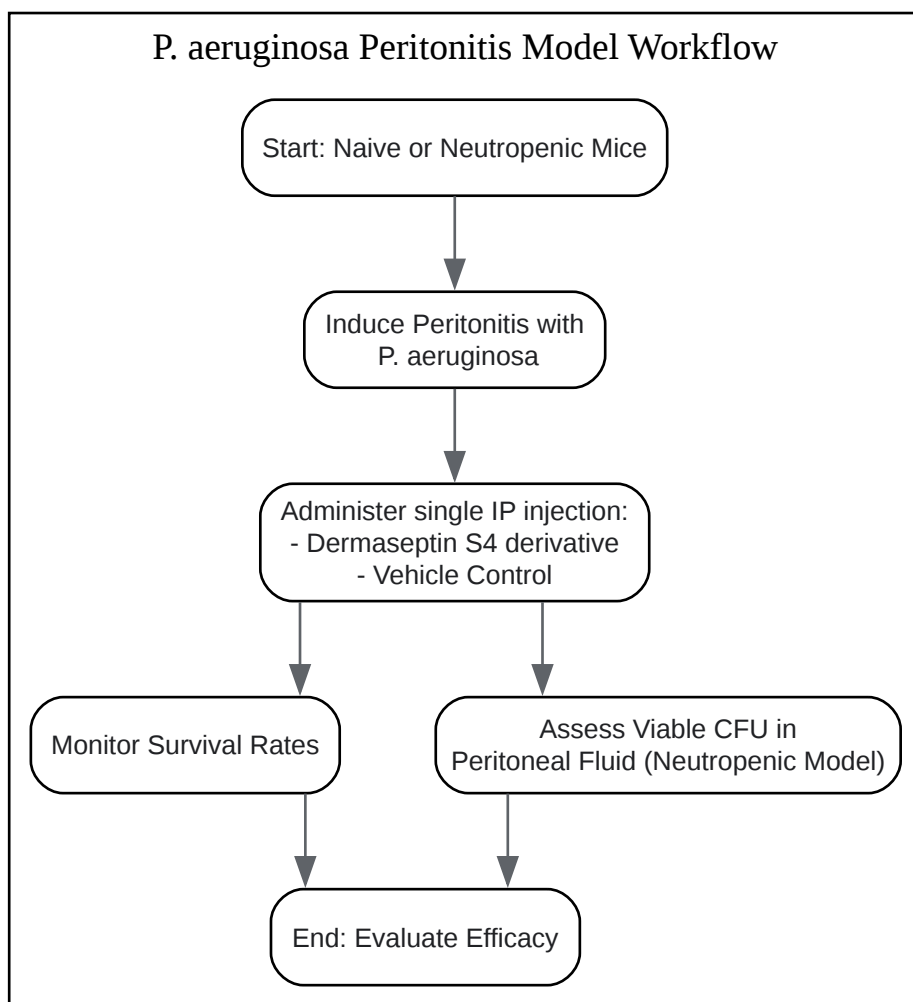 P. aeruginosa Peritonitis Model Workflow
Start: Naive or Neutropenic Mice
Induce Peritonitis with
P. aeruginosa
Administer single IP injection:
- Dermaseptin S4 derivative
- Vehicle Control
Monitor Survival Rates
Assess Viable CFU in
Peritoneal Fluid (Neutropenic Model)
End: Evaluate Efficacy